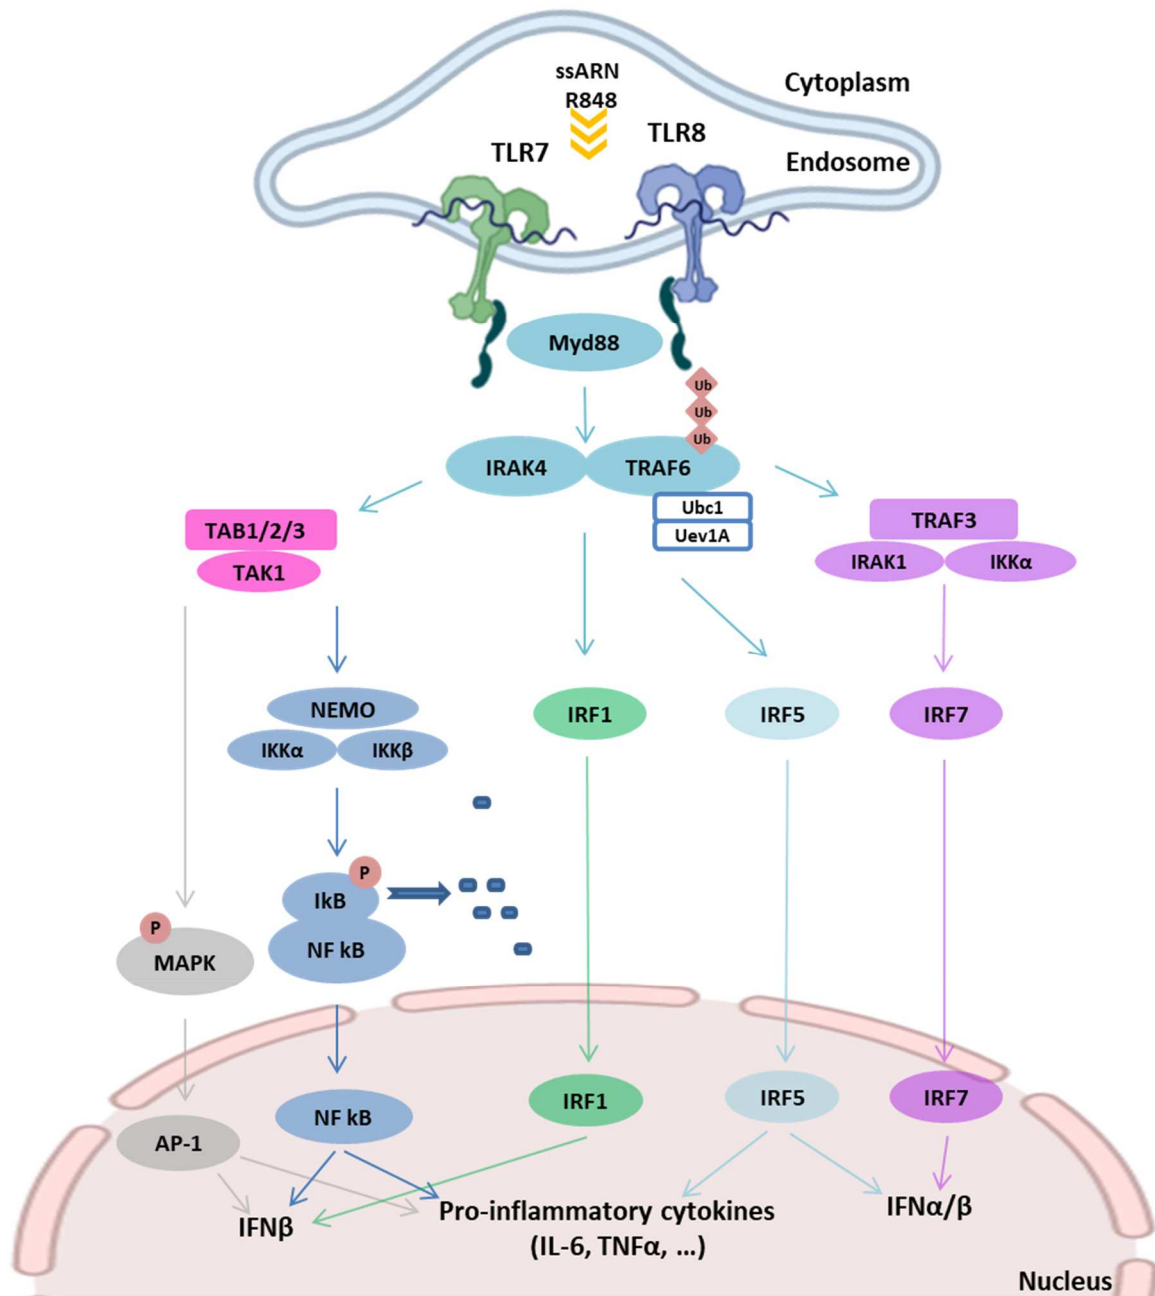 ssARN
R848
Cytoplasm
TLR7
TLR8
Endosome
Myd88
Ub
Ub
Ub
IRAK4
TRAF6
Ubc1
Uev1A
TAB1/2/3
TAK1
TRAF3
IRAK1
IKKα
NEMO
IKKα
IKKβ
IRF1
IRF5
IRF7
P
IkB
NF kB
P
MAPK
AP-1
NF kB
IRF1
IRF5
IRF7
IFNβ
Pro-inflammatory cytokines
(IL-6, TNFα, ...)
IFNα/β
Nucleus